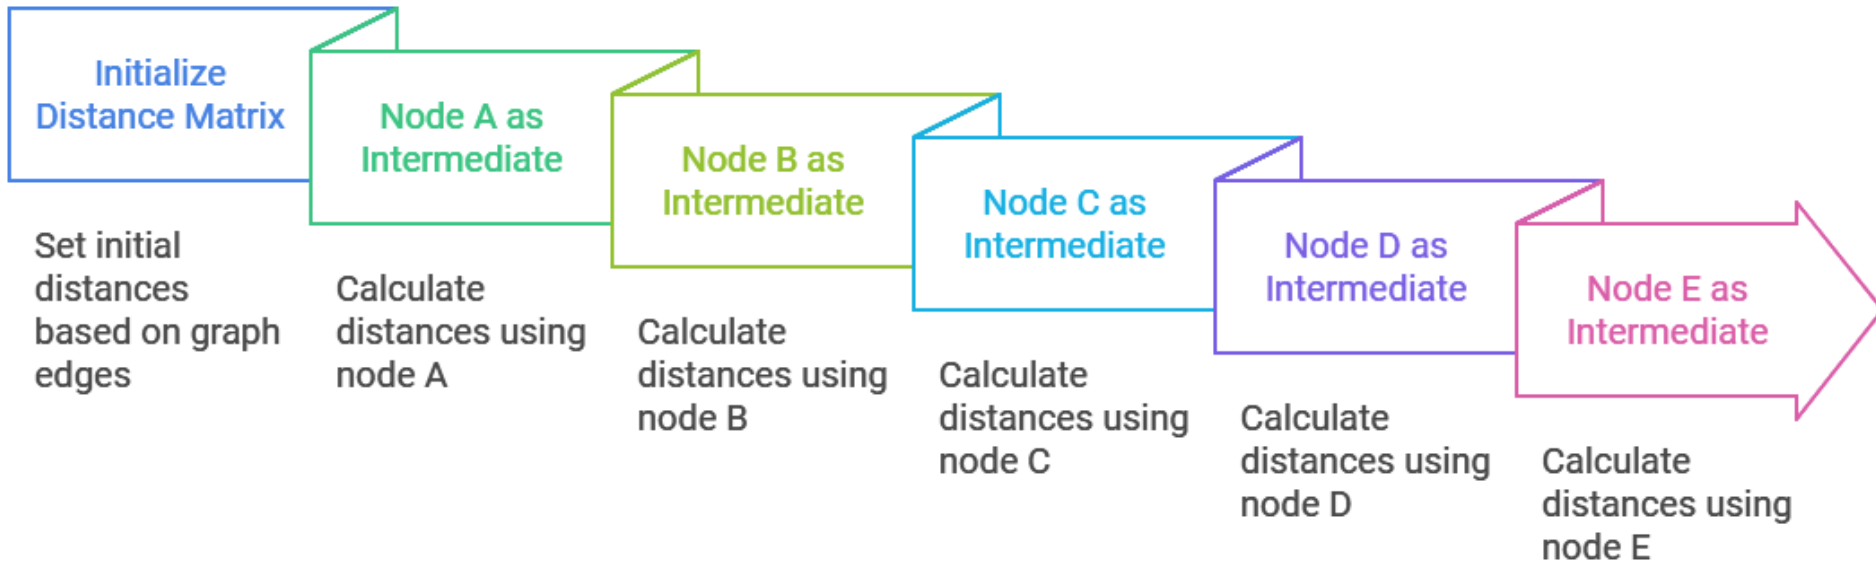 Initialize
Distance Matrix
Set initial
distances
based on graph
edges
Node A as
Intermediate
Calculate
distances using
node A
Node B as
Intermediate
Calculate
distances using
node B
Node C as
Intermediate
Calculate
distances using
node C
Node D as
Intermediate
Calculate
distances using
node D
Node E as
Intermediate
Calculate
distances using
node E